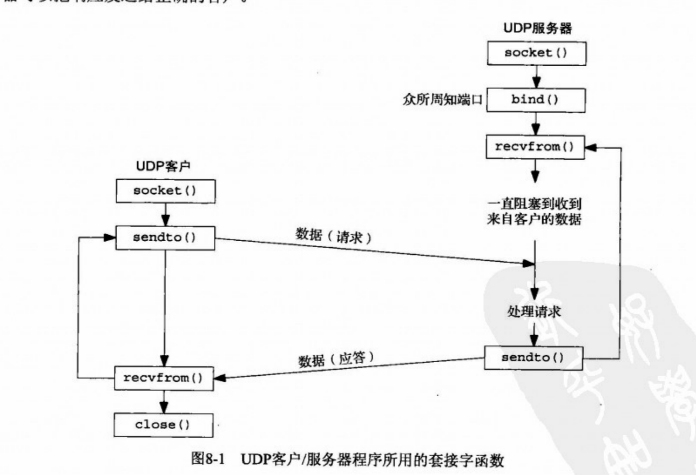 UDP服务器
socket()
众所周知端口
bind()
recvfrom()
UDP客户
socket()
一直阻塞到收到
来自客户的数据
sendto()
数据（请求）
处理请求
数据（应答）
sendto()
recvfrom()
close()
图8-1 UDP客户/服务器程序所用的套接字函数